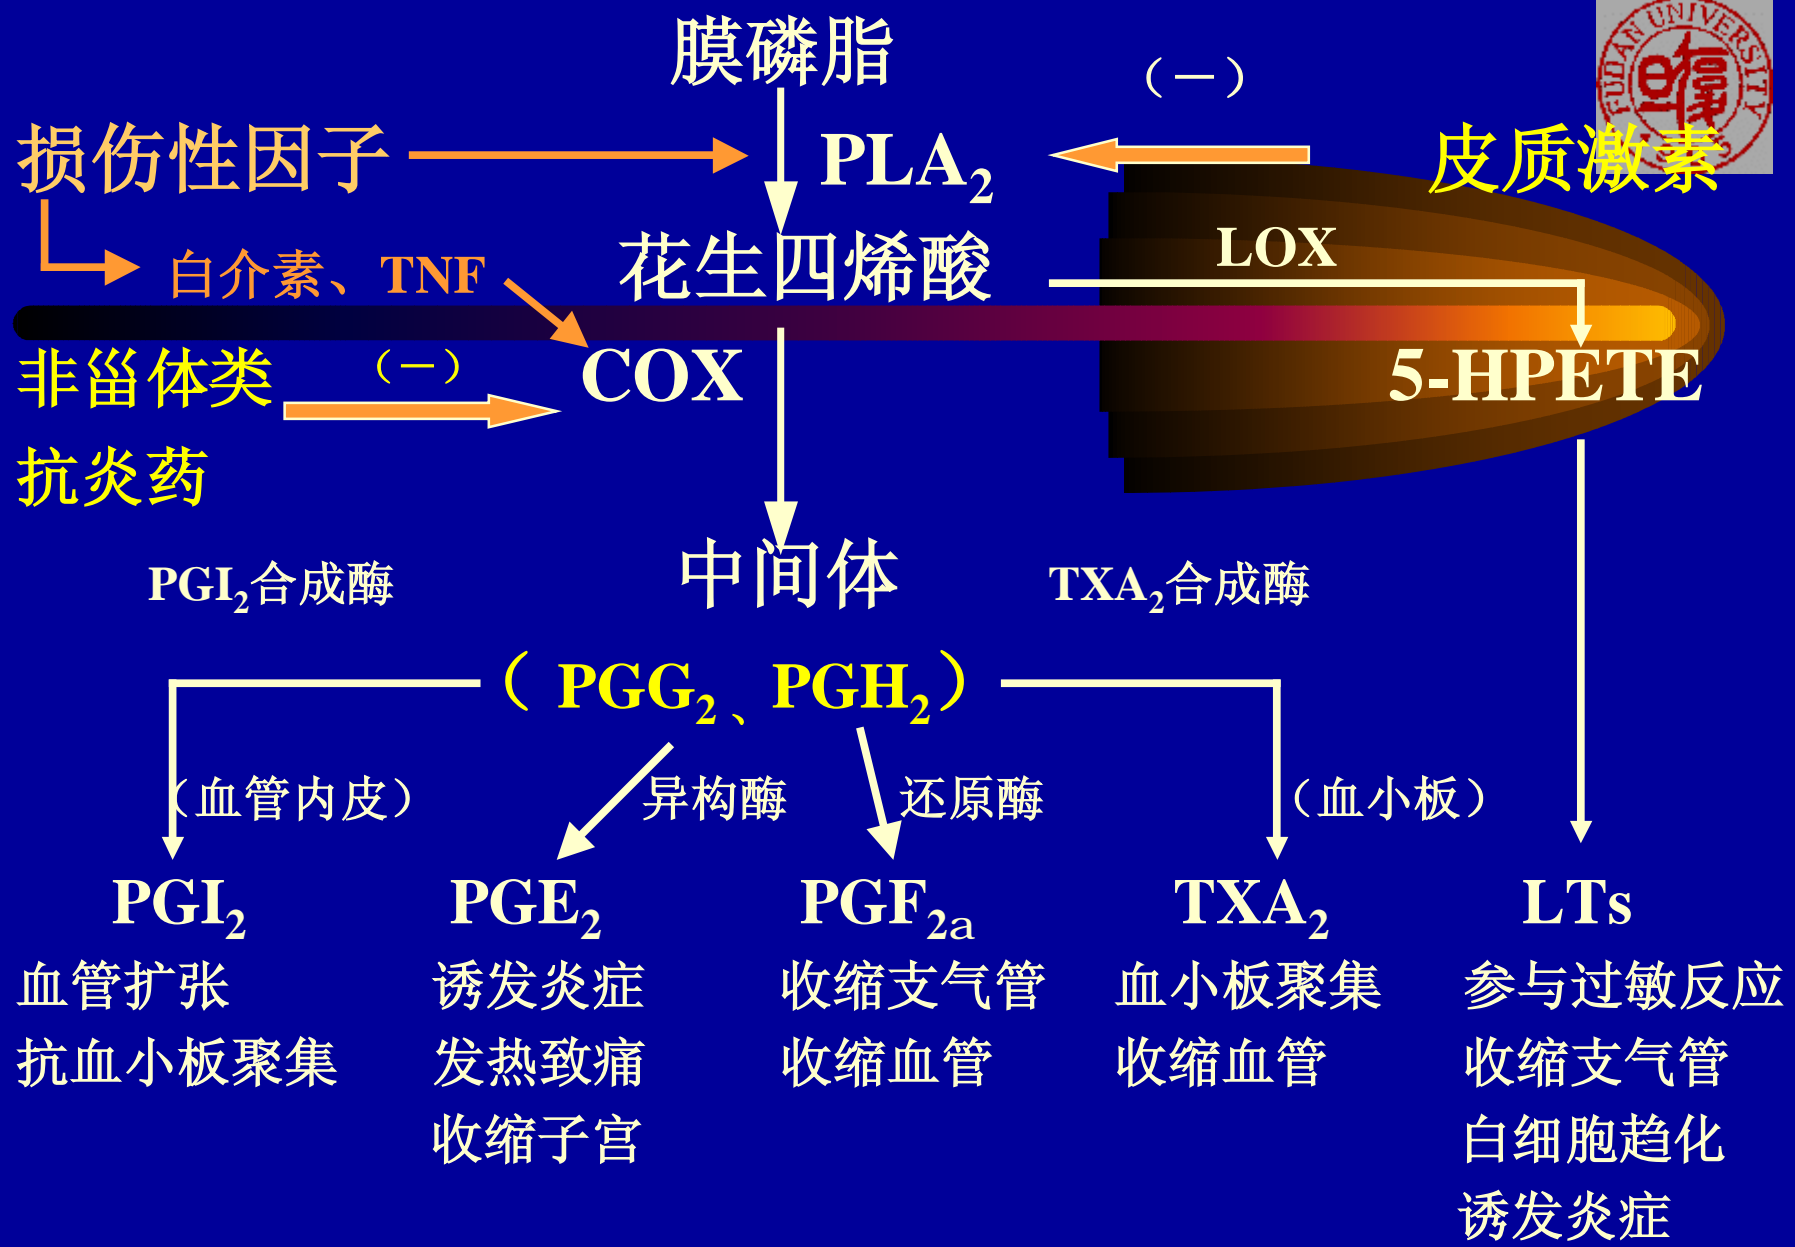 膜磷脂
（－）
FUDAN UNIVERSITY
损伤性因子 PLA2 皮质激素
白介素、TNF 花生四烯酸 LOX
非甾体类 （－） COX 5-HPETE
抗炎药
PGI2合成酶 中间体 TXA2合成酶
（ PGG2、PGH2）
（血管内皮） 异构酶 还原酶 （血小板）
PGI2 PGE2 PGF2a TXA2 LTs
血管扩张 诱发炎症 收缩支气管 血小板聚集 参与过敏反应
抗血小板聚集 发热致痛 收缩血管 收缩血管 收缩支气管
收缩子宫 白细胞趋化
诱发炎症